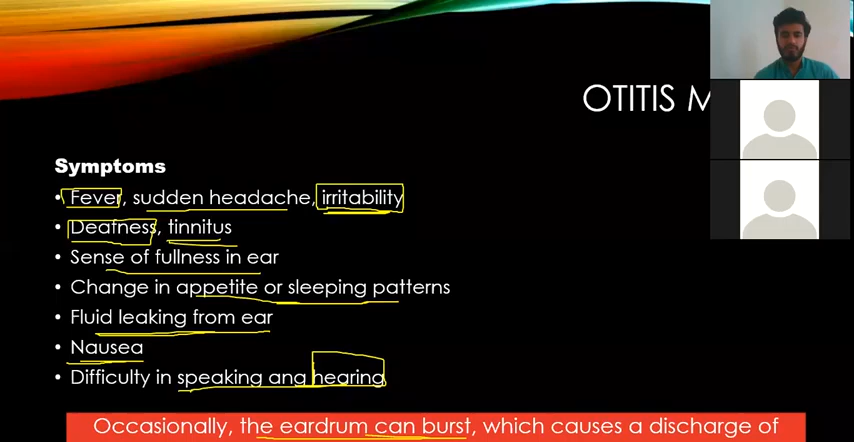 OTITIS M
Symptoms
• Fever, sudden headache, irritability
• Deafness, tinnitus
• Sense of fullness in ear
• Change in appetite or sleeping patterns
• Fluid leaking from ear
• Nausea
• Difficulty in speaking and hearing
Occasionally, the eardrum can burst, which causes a discharge of